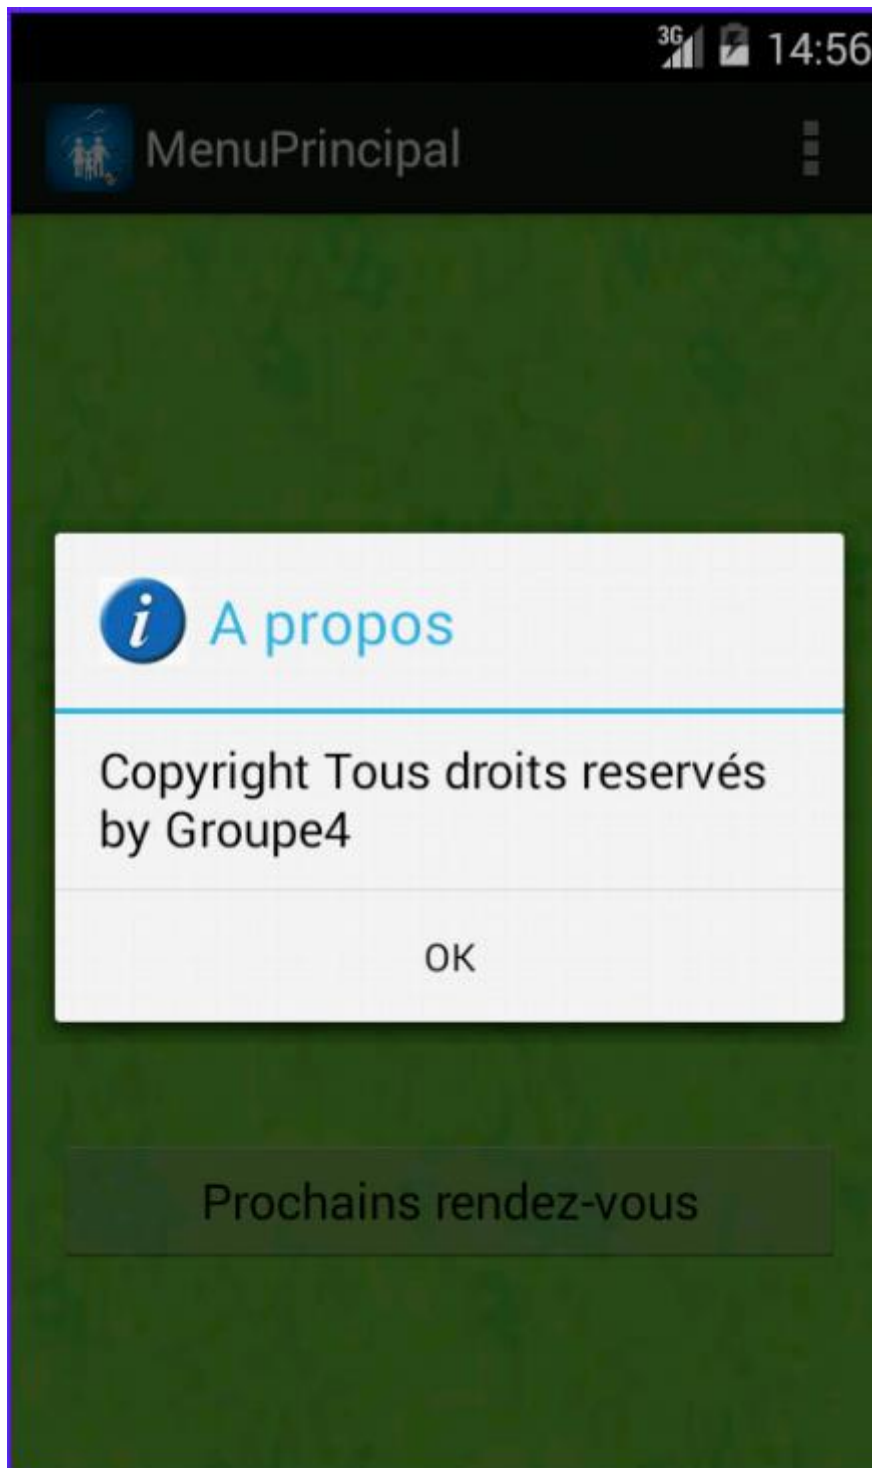 3G 14:56
MenuPrincipal
i
A propos
Copyright Tous droits reservés
by Groupe4
OK
Prochains rendez-vous